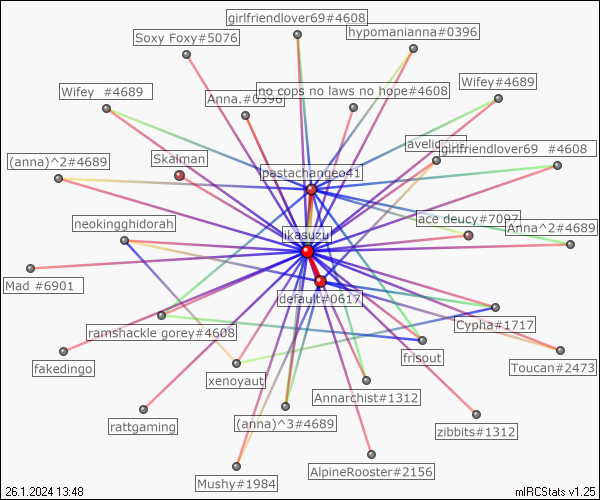 girlfriendlover69#4608
hypomanianna#0396
Soxy Foxy#5076
Wifey #4689
Anna.#0396
no cops no laws no hope#4608
Wifey#4689
(anna)^2#4689
Skalman
pastachangeo41
girlfriendlover69 #4608
neokingghidorah
ikasuzu
ace deucy#7097
Anna^2#4689
Mad #6901
default#0617
ramshackle gorey#4608
Cypha#1717
fakedingo
xenoyaut
frisout
Toucan#2473
Annarchist#1312
rattgaming
(anna)^3#4689
zibbits#1312
Mushy#1984
AlpineRooster#2156
26.1.2024 13:48
mIRCStats v1.25